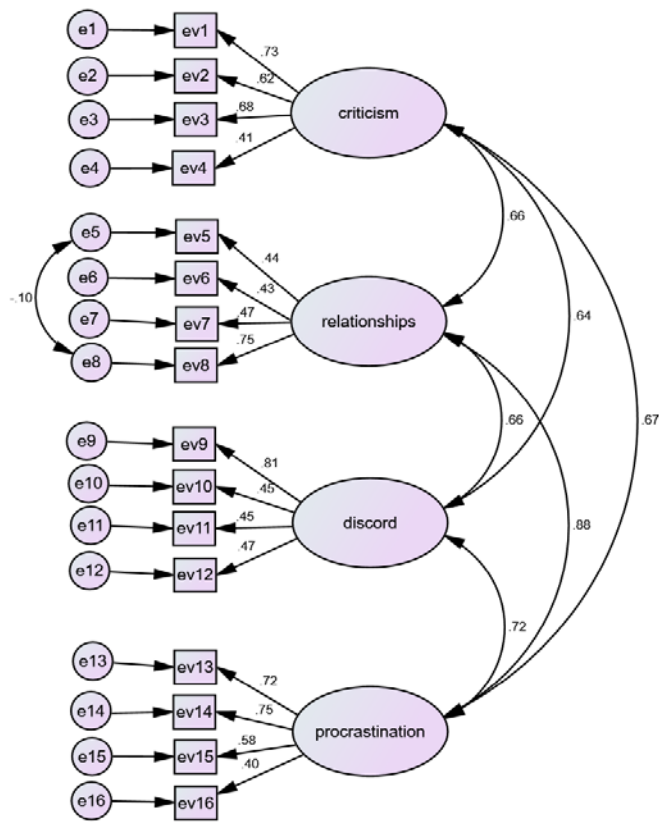 e1 ev1
.73
e2 ev2 .62
criticism
e3 ev3 .68
.41
e4 ev4
.66
e5 ev5
.44
e6 ev6 .43
-.10
e7 ev7 .47
relationships
.64
.75
e8 ev8
.66
.67
e9 ev9
.81
e10 ev10 .45
e11 ev11 .45
discord
.88
.47
e12 ev12
.72
e13 ev13
.72
e14 ev14 .75
procrastination
.58
e15 ev15
.40
e16 ev16